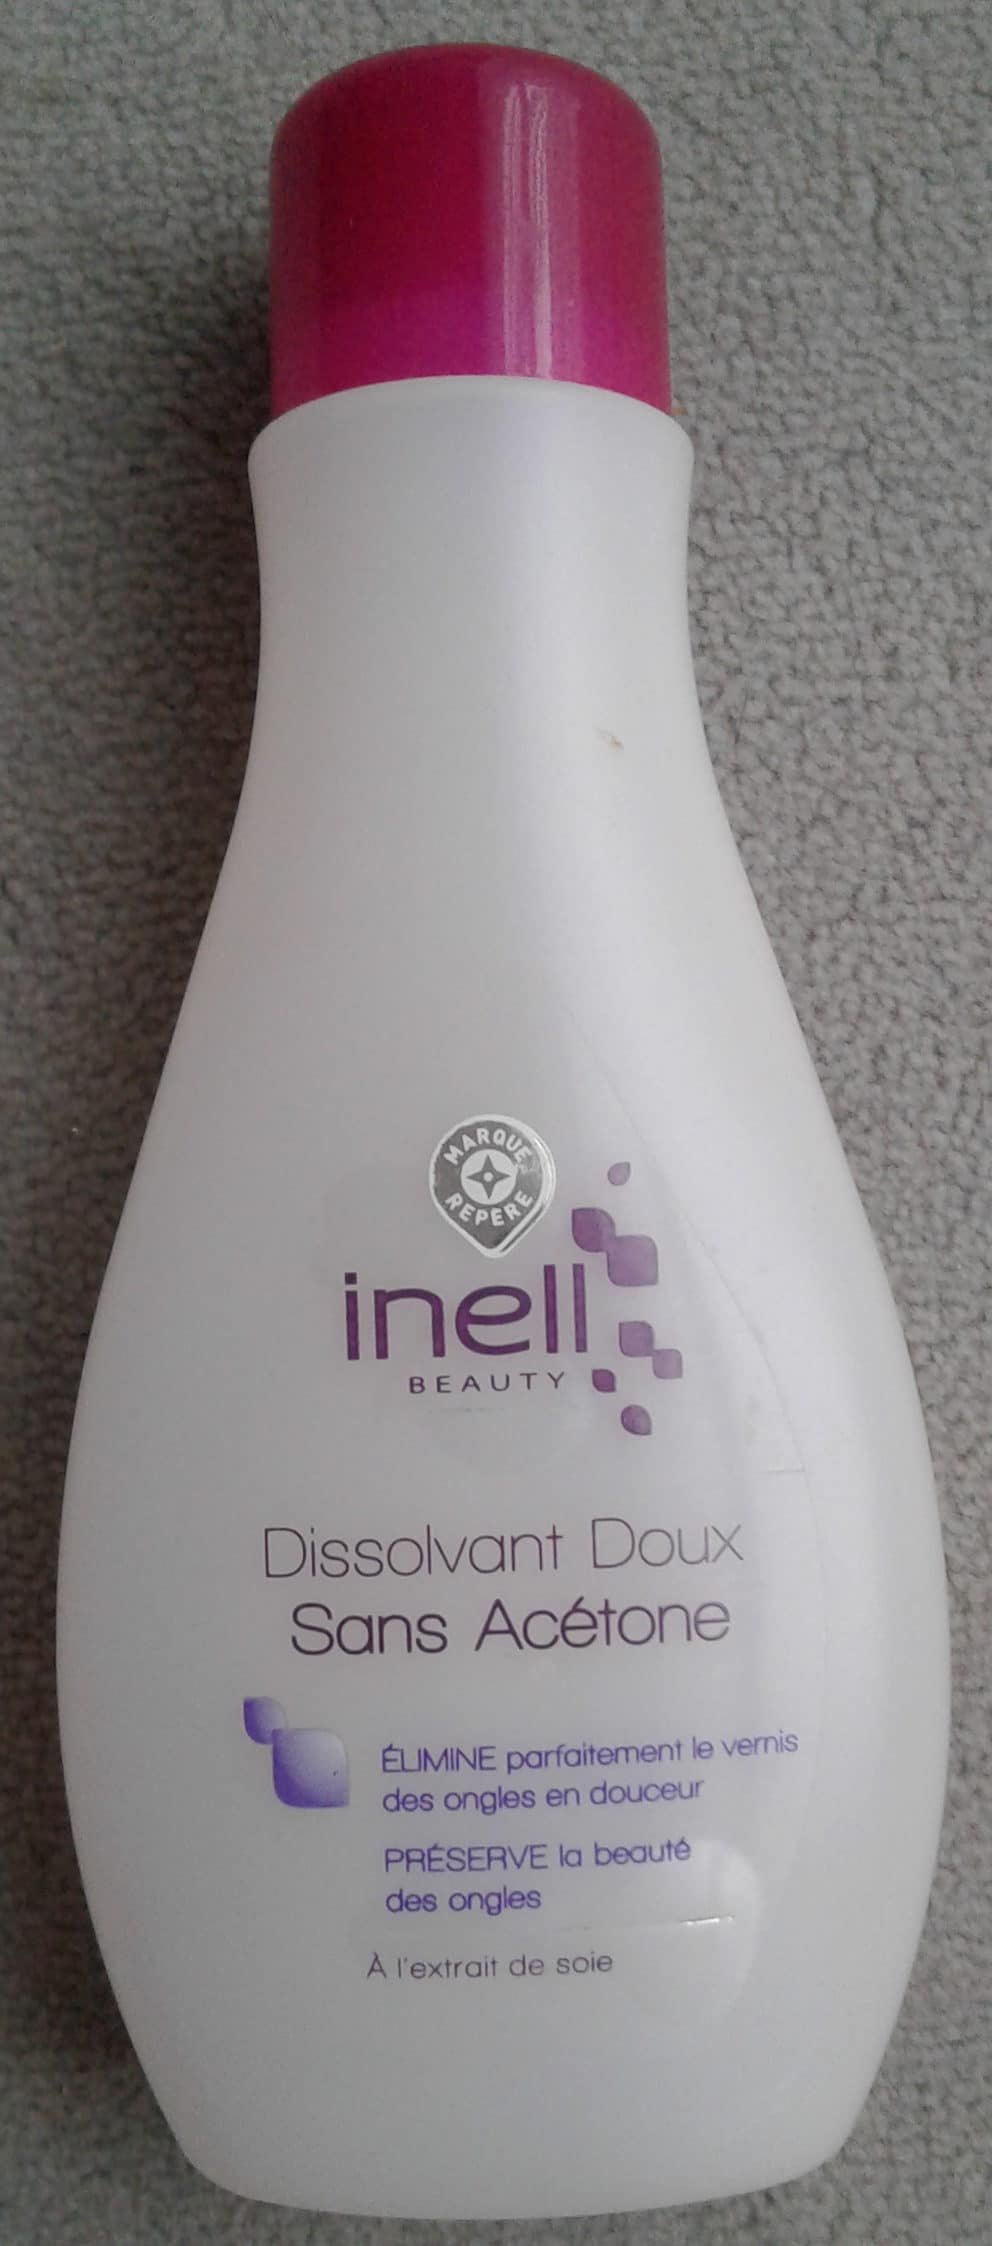 MARQUE
REPÈRE
inell
BEAUTY
Dissolvant Doux
Sans Acétone
ÉLIMINE parfaitement le vernis
des ongles en douceur
PRÉSERVE la beauté
des ongles
À l'extrait de soie